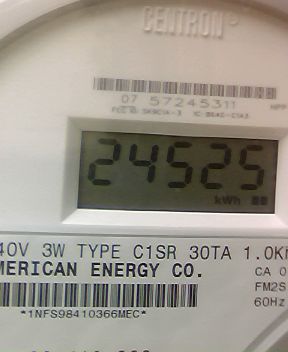 CENTRON
07 57245311
24525
kWh
40V 3W TYPE C1SR 30TA 1.0K
MERICAN ENERGY CO.
CA 0
FM2S
60Hz
*1NFS98410366MEC*